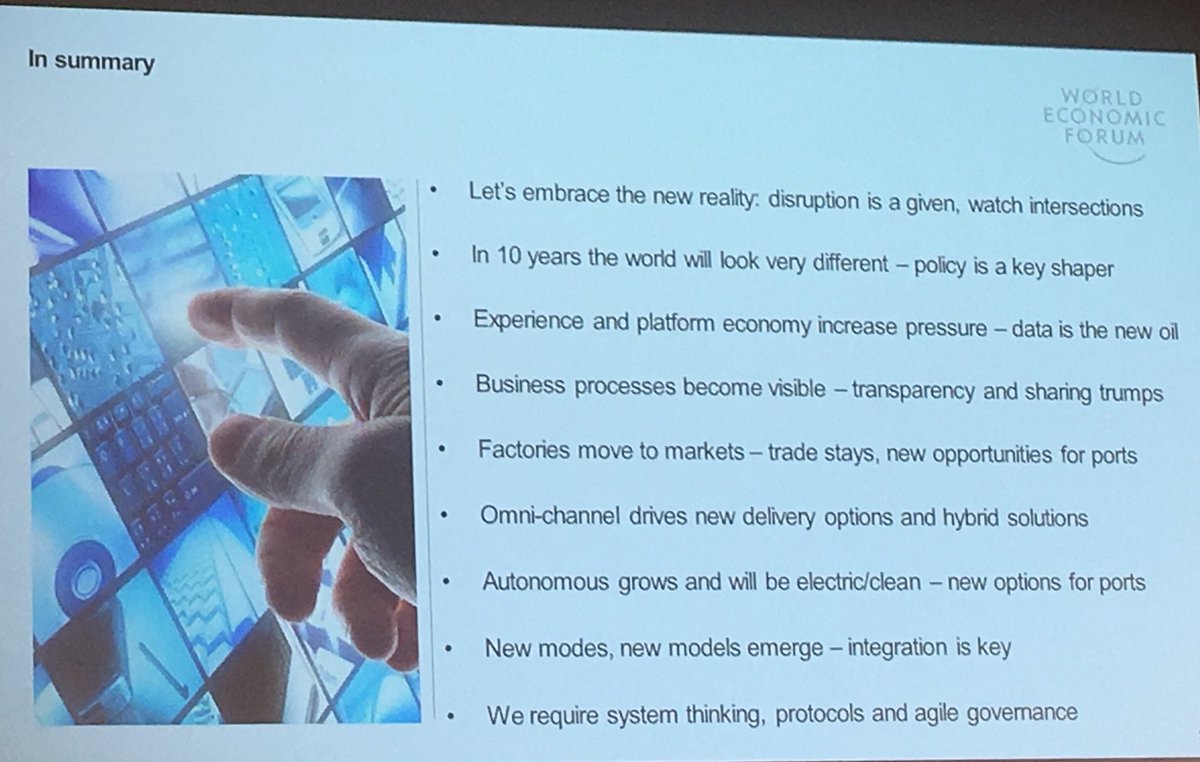 In summary
WORLD
ECONOMIC
FORUM
• Let's embrace the new reality: disruption is a given, watch intersections
• In 10 years the world will look very different – policy is a key shaper
• Experience and platform economy increase pressure – data is the new oil
• Business processes become visible – transparency and sharing trumps
• Factories move to markets – trade stays, new opportunities for ports
• Omni-channel drives new delivery options and hybrid solutions
• Autonomous grows and will be electric/clean – new options for ports
• New modes, new models emerge – integration is key
• We require system thinking, protocols and agile governance